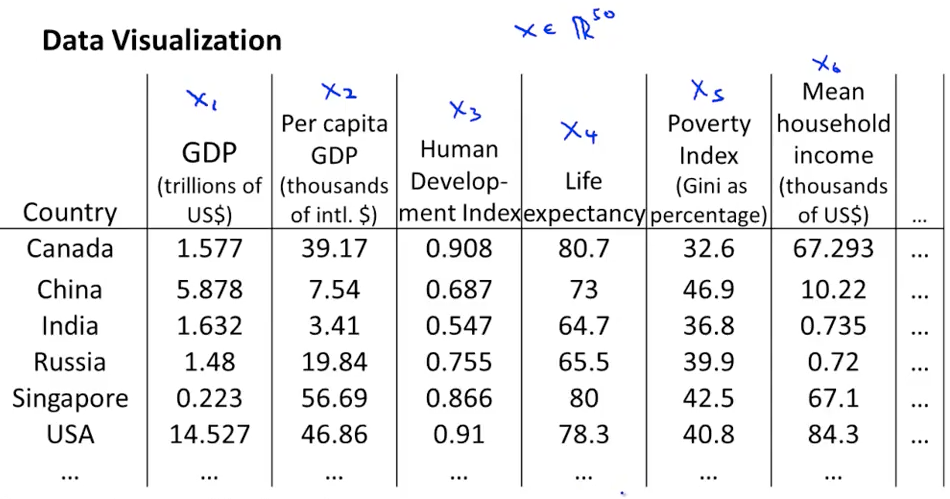 Data Visualization
x ∈ ℝ⁵⁰
Country
X₁
GDP
(trillions of
US$)
X₂
Per capita
GDP
(thousands
of intl. $)
X₃
Human
Develop-
ment Index
X₄
Life
expectancy
X₅
Poverty
Index
(Gini as
percentage)
X₆
Mean
household
income
(thousands
of US$)
...
Canada 1.577 39.17 0.908 80.7 32.6 67.293 ...
China 5.878 7.54 0.687 73 46.9 10.22 ...
India 1.632 3.41 0.547 64.7 36.8 0.735 ...
Russia 1.48 19.84 0.755 65.5 39.9 0.72 ...
Singapore 0.223 56.69 0.866 80 42.5 67.1 ...
USA 14.527 46.86 0.91 78.3 40.8 84.3 ...
... ... ... ... ... ... ...